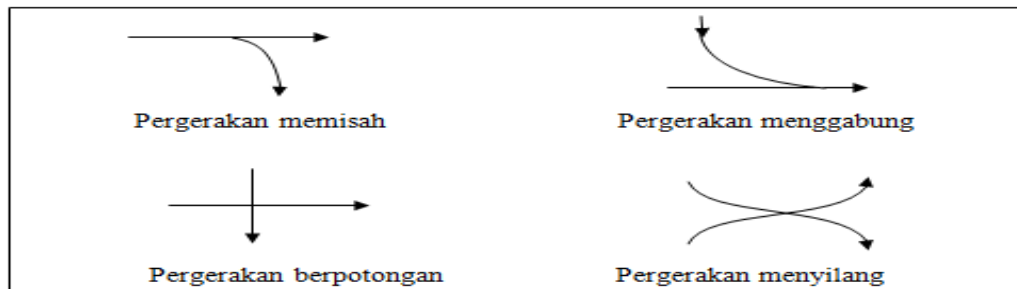 Pergerakan memisah
Pergerakan menggabung
Pergerakan berpotongan
Pergerakan menyilang